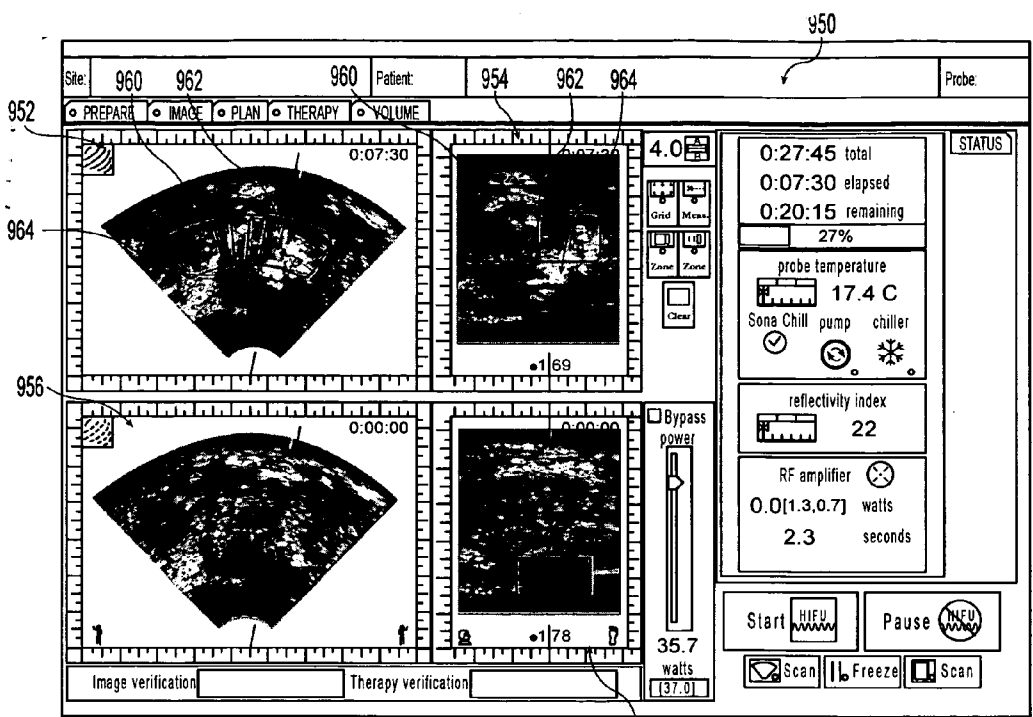 950
Site: Patient: Probe:
960 962 960 954 962 964
952
PREPARE IMAGE PLAN THERAPY VOLUME
STATUS
0:07:30
4.0 A B
0:27:45 total
0:07:30 elapsed
0:20:15 remaining
27%
Grid Meas.
Zone Zone
Clear
964
probe temperature
17.4 C
Sona Chill pump chiller
1 69
956
reflectivity index
22
0:00:00 0:00:00
Bypass
power
RF amplifier
0.0[1.3,0.7] watts
2.3 seconds
Start HIFU Pause HIFU
1 78
35.7
watts
[37.0]
Scan Freeze Scan
Image verification Therapy verification